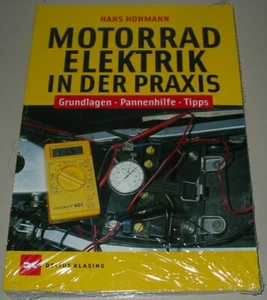 HANS HOHMANN
MOTORRAD
ELEKTRIK
IN DER PRAXIS
Grundlagen · Pannenhilfe · Tipps
DELIUS KLASING